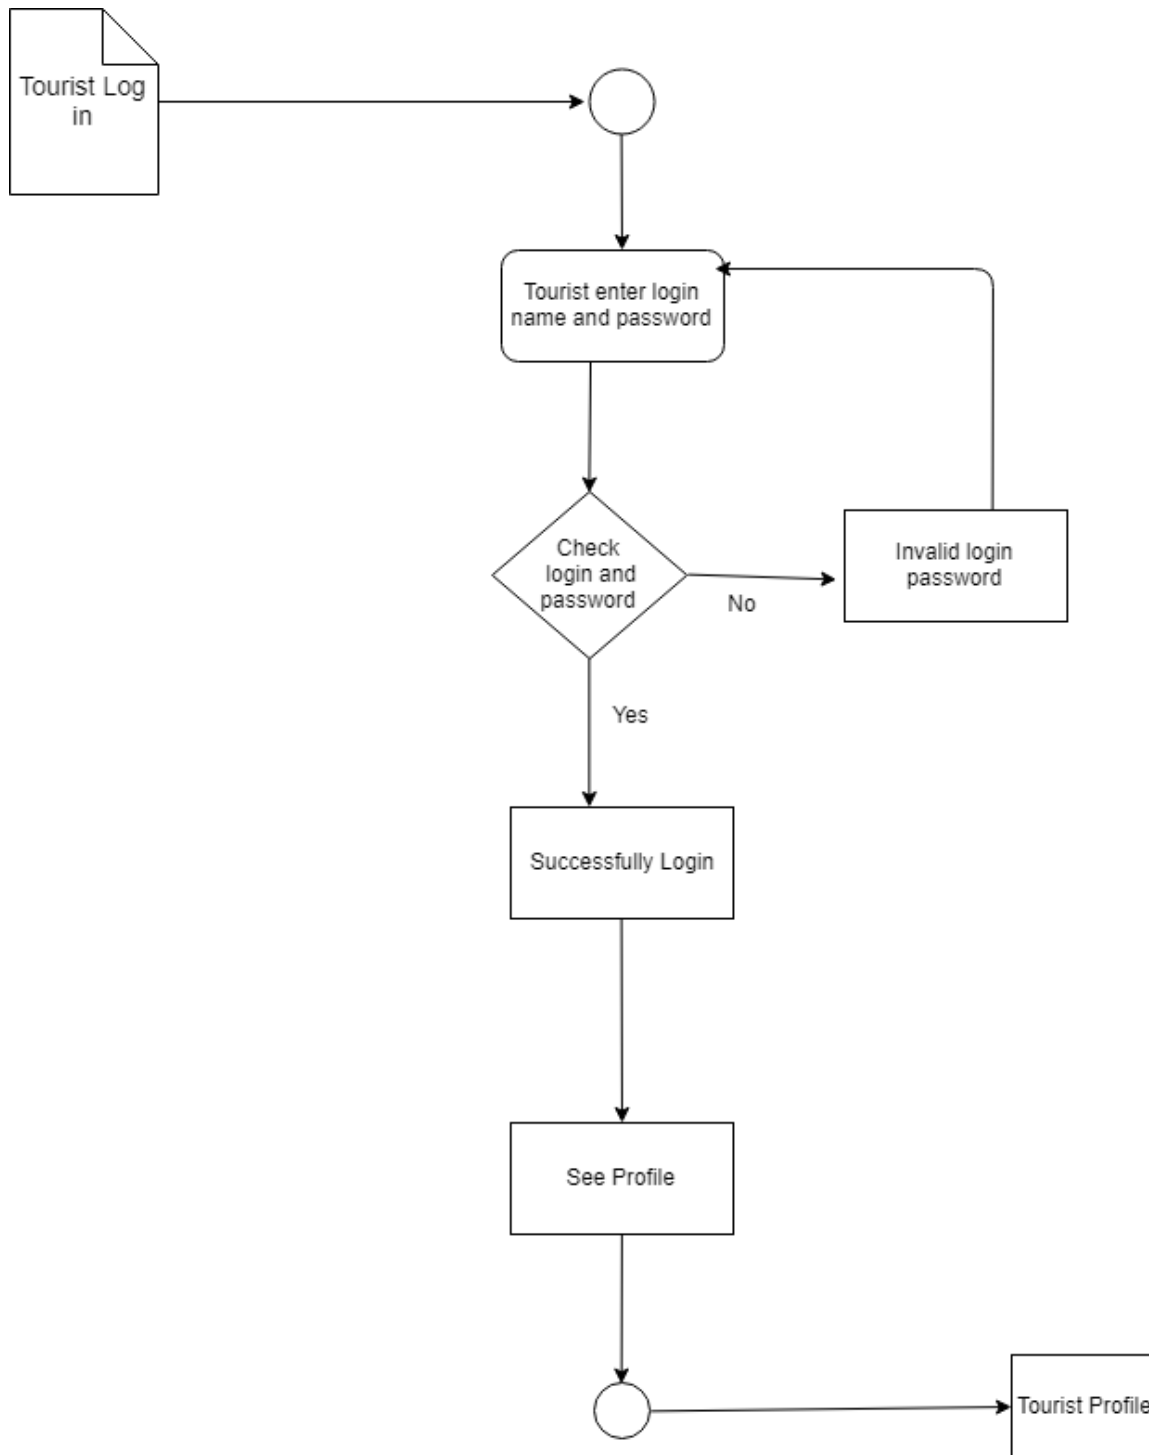 Tourist Log
in
Tourist enter login
name and password
Check
login and
password
No
Invalid login
password
Yes
Successfully Login
See Profile
Tourist Profile